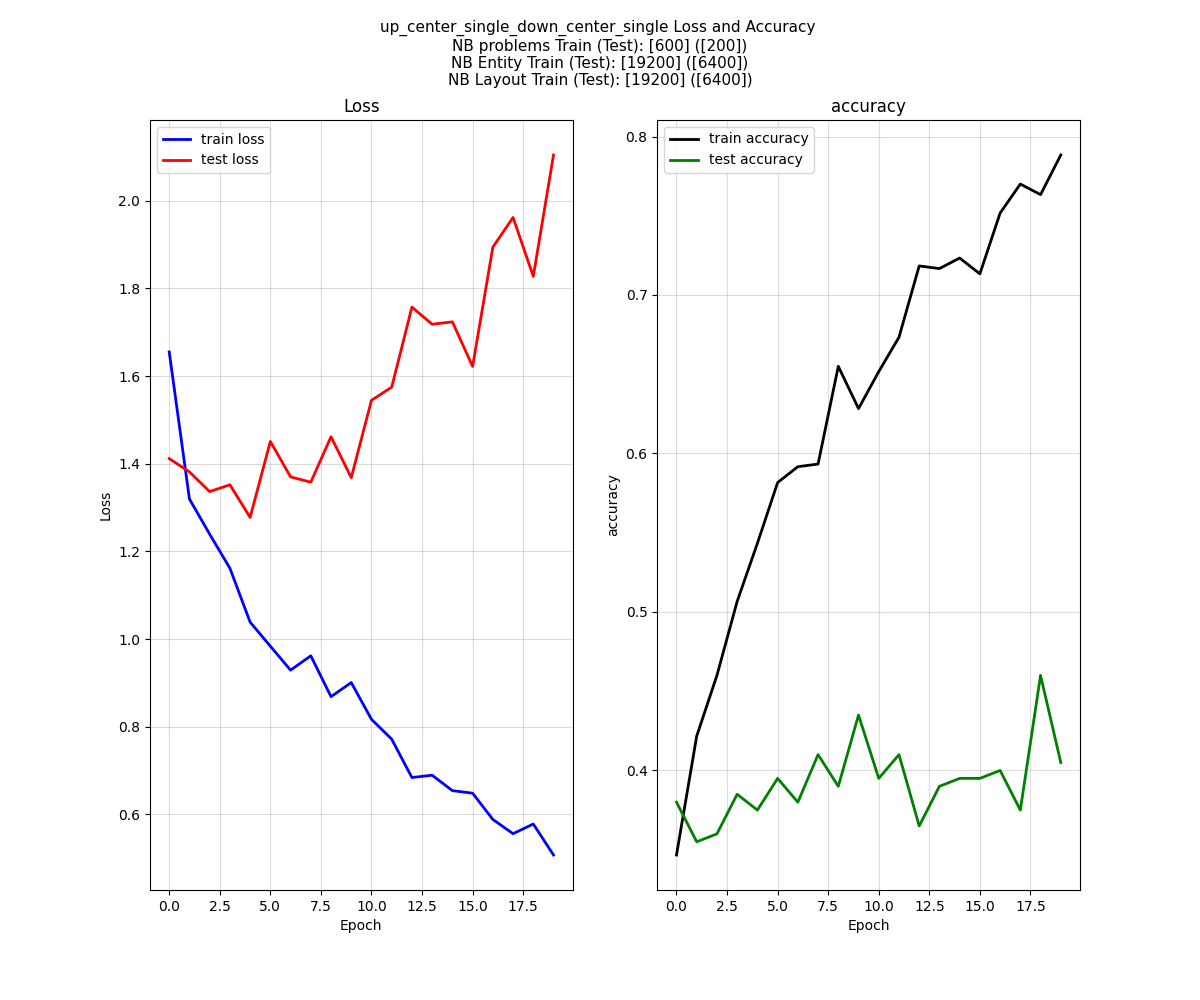 up_center_single_down_center_single Loss and Accuracy
NB problems Train (Test): [600] ([200])
NB Entity Train (Test): [19200] ([6400])
NB Layout Train (Test): [19200] ([6400])
Loss
train loss
test loss
2.0
1.8
1.6
1.4
1.2
1.0
0.8
0.6
Loss
0.0 2.5 5.0 7.5 10.0 12.5 15.0 17.5
Epoch
accuracy
train accuracy
test accuracy
0.8
0.7
0.6
0.5
0.4
accuracy
0.0 2.5 5.0 7.5 10.0 12.5 15.0 17.5
Epoch